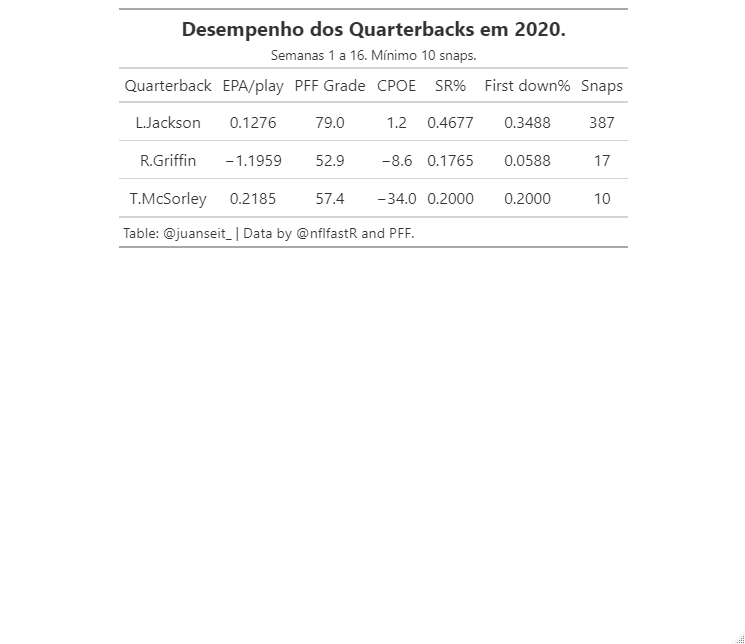 Desempenho dos Quarterbacks em 2020.
Semanas 1 a 16. Mínimo 10 snaps.
Quarterback EPA/play PFF Grade CPOE SR% First down% Snaps
L.Jackson 0.1276 79.0 1.2 0.4677 0.3488 387
R.Griffin −1.1959 52.9 −8.6 0.1765 0.0588 17
T.McSorley 0.2185 57.4 −34.0 0.2000 0.2000 10
Table: @juanseit_ | Data by @nflfastR and PFF.